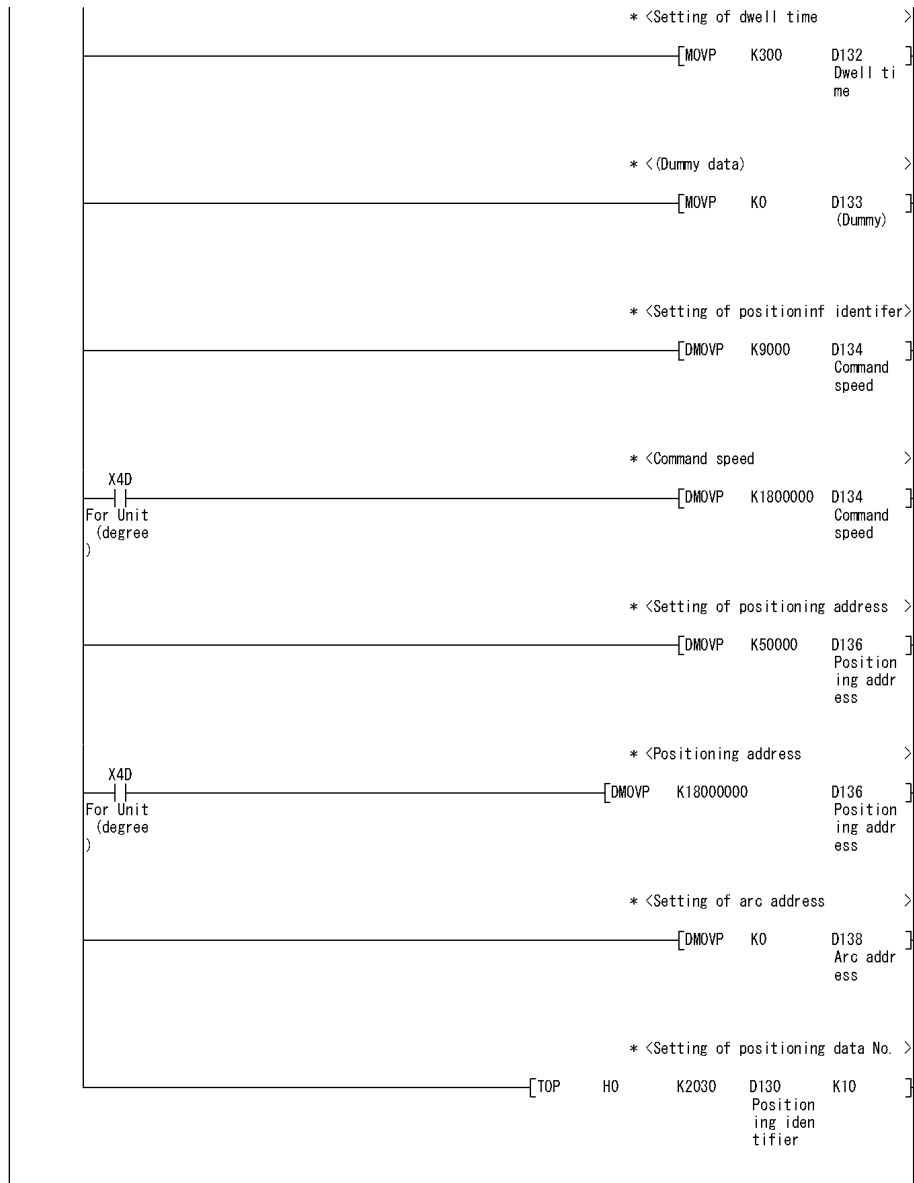 * <Setting of dwell time >
[MOVP K300 D132 ]
Dwell ti
me
* <(Dummy data) >
[MOVP K0 D133 ]
(Dummy)
* <Setting of positioninf identifer>
[DMOVP K9000 D134 ]
Command
speed
* <Command speed >
X4D
[DMOVP K1800000 D134 ]
For Unit
(degree
)
Command
speed
* <Setting of positioning address >
[DMOVP K50000 D136 ]
Position
ing addr
ess
* <Positioning address >
X4D
[DMOVP K18000000 D136 ]
For Unit
(degree
)
Position
ing addr
ess
* <Setting of arc address >
[DMOVP K0 D138 ]
Arc addr
ess
* <Setting of positioning data No. >
[TOP H0 K2030 D130 K10 ]
Position
ing iden
tifier